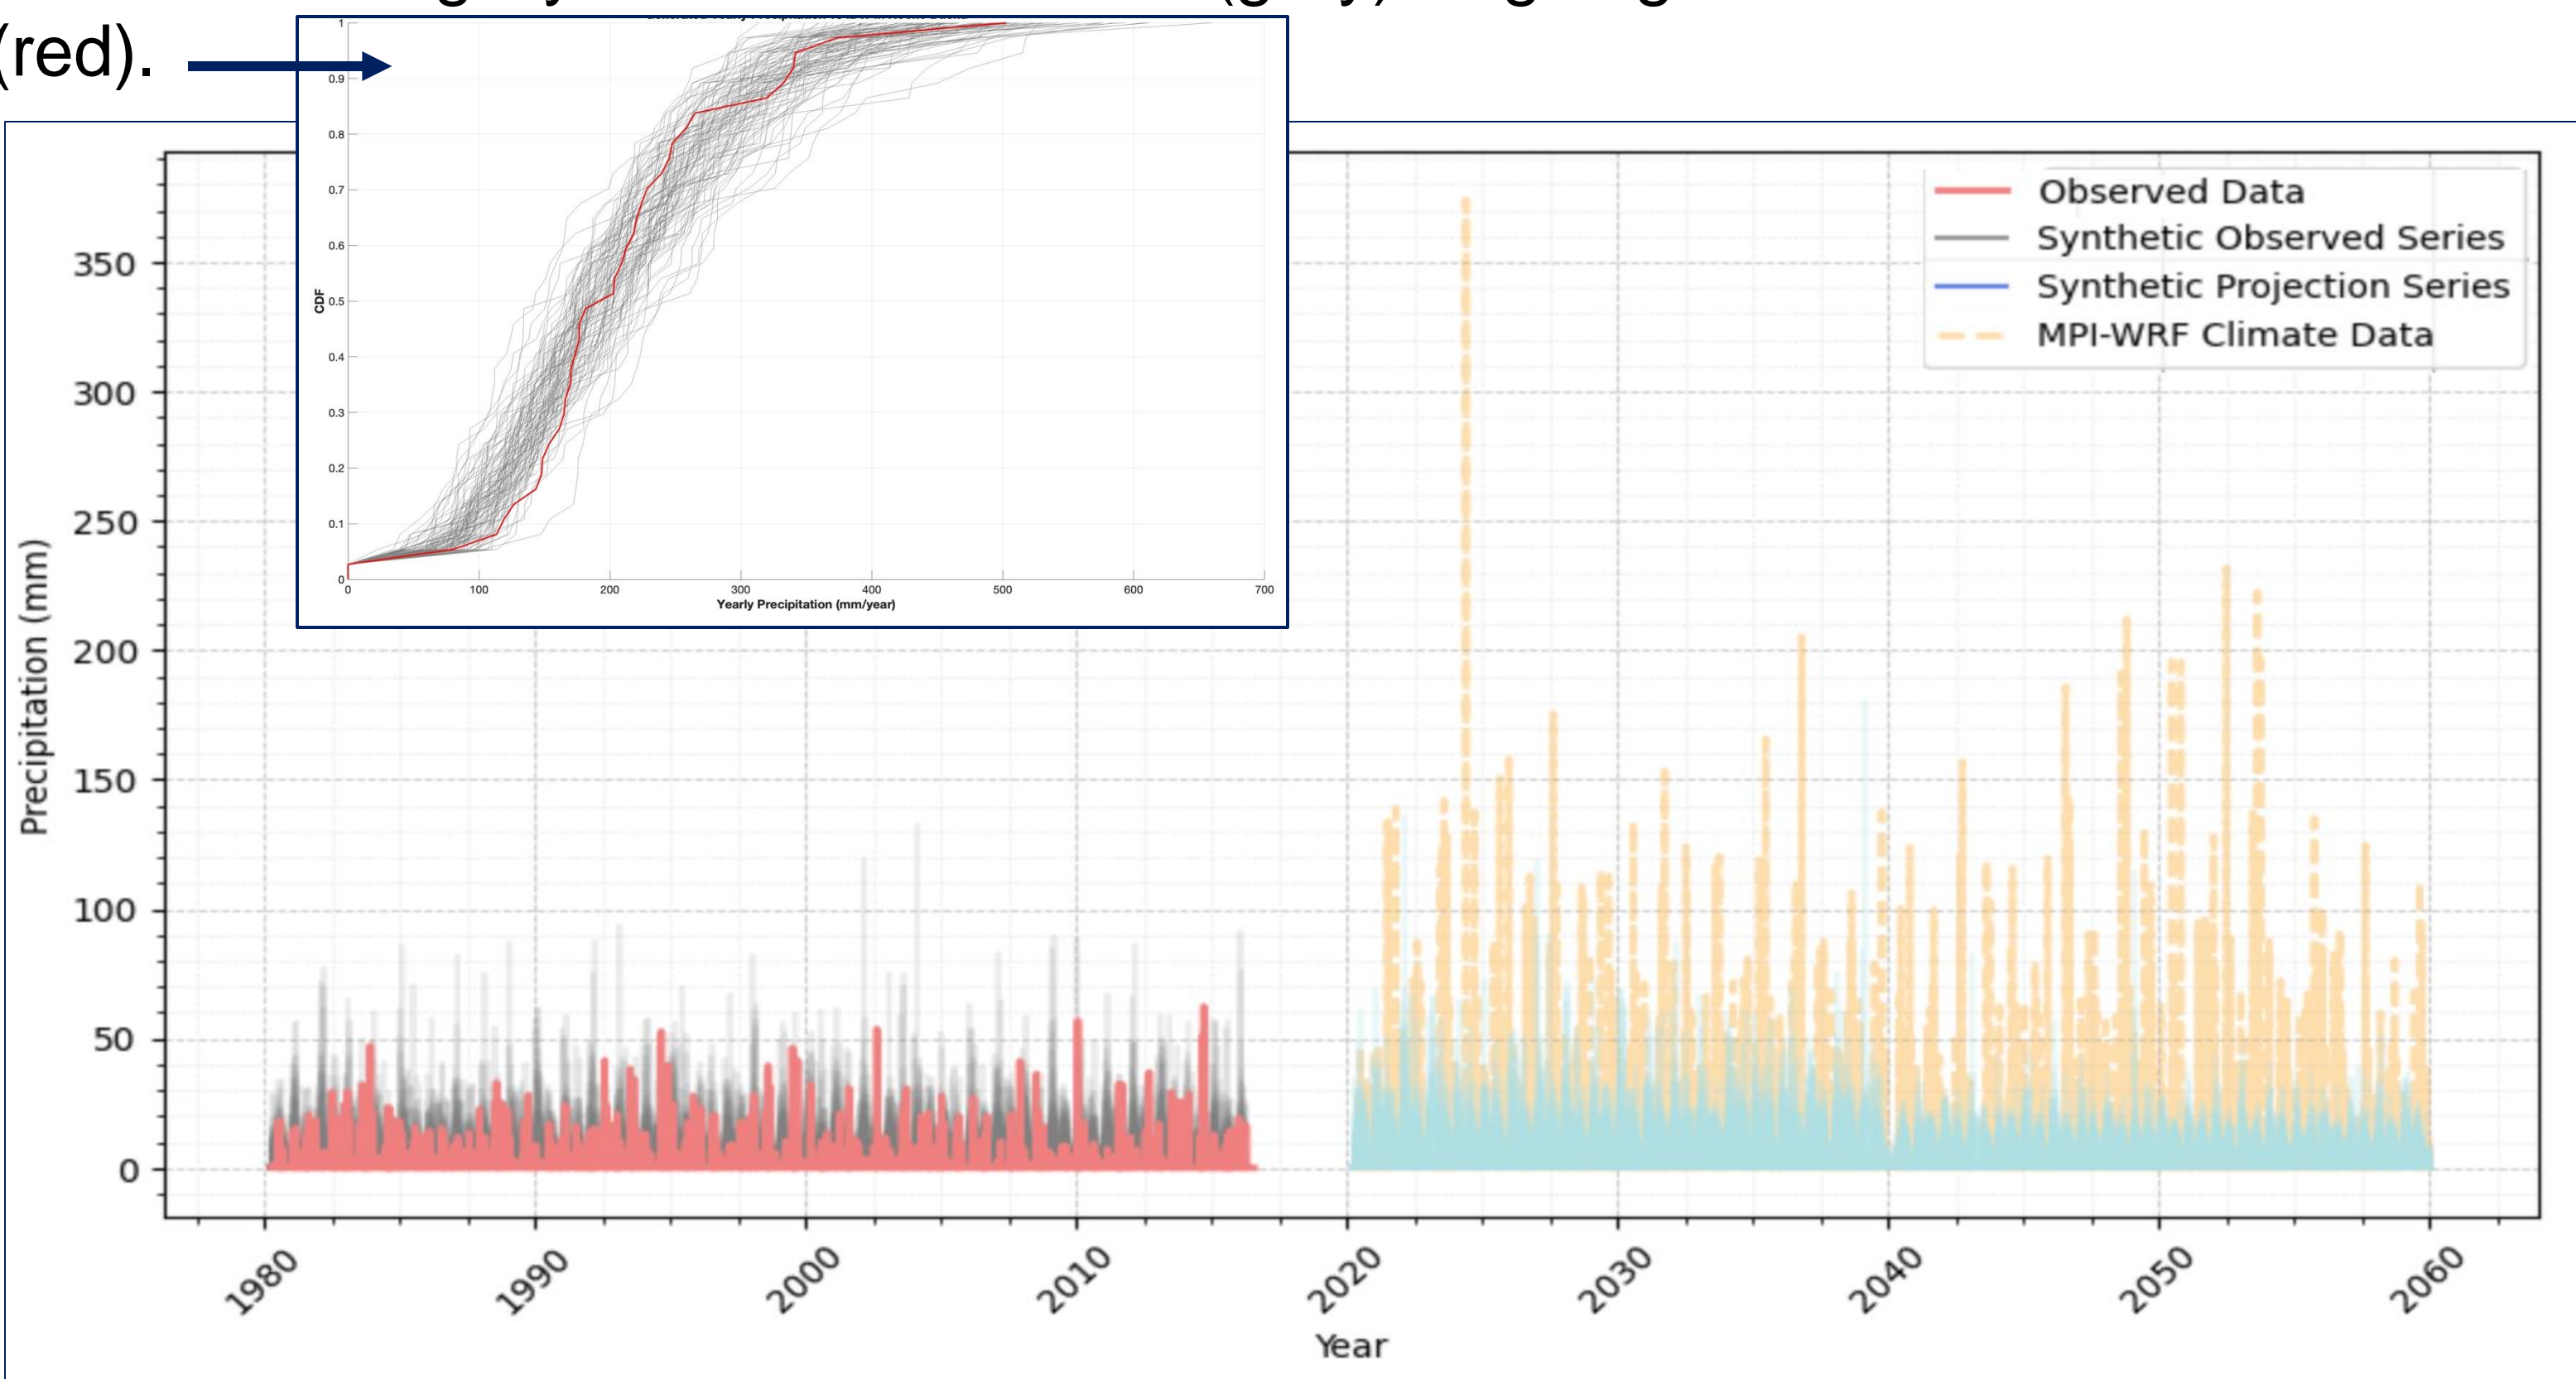 (red).
1
0.9
0.8
0.7
0.6
0.5
0.4
0.3
0.2
0.1
0
CDF
0 100 200 300 400 500 600 700
Yearly Precipitation (mm/year)
Observed Data
Synthetic Observed Series
Synthetic Projection Series
MPI-WRF Climate Data
350
300
250
200
150
100
50
0
Precipitation (mm)
1980 1990 2000 2010 2020 2030 2040 2050 2060
Year